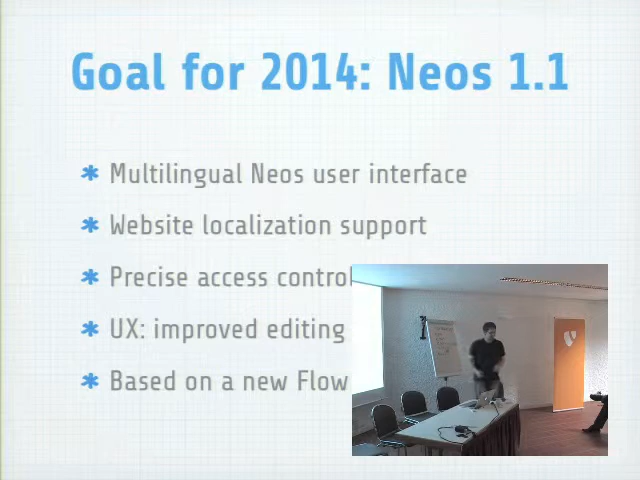 Goal for 2014: Neos 1.1
* Multilingual Neos user interface
* Website localization support
* Precise access control
* UX: improved editing
* Based on a new Flow